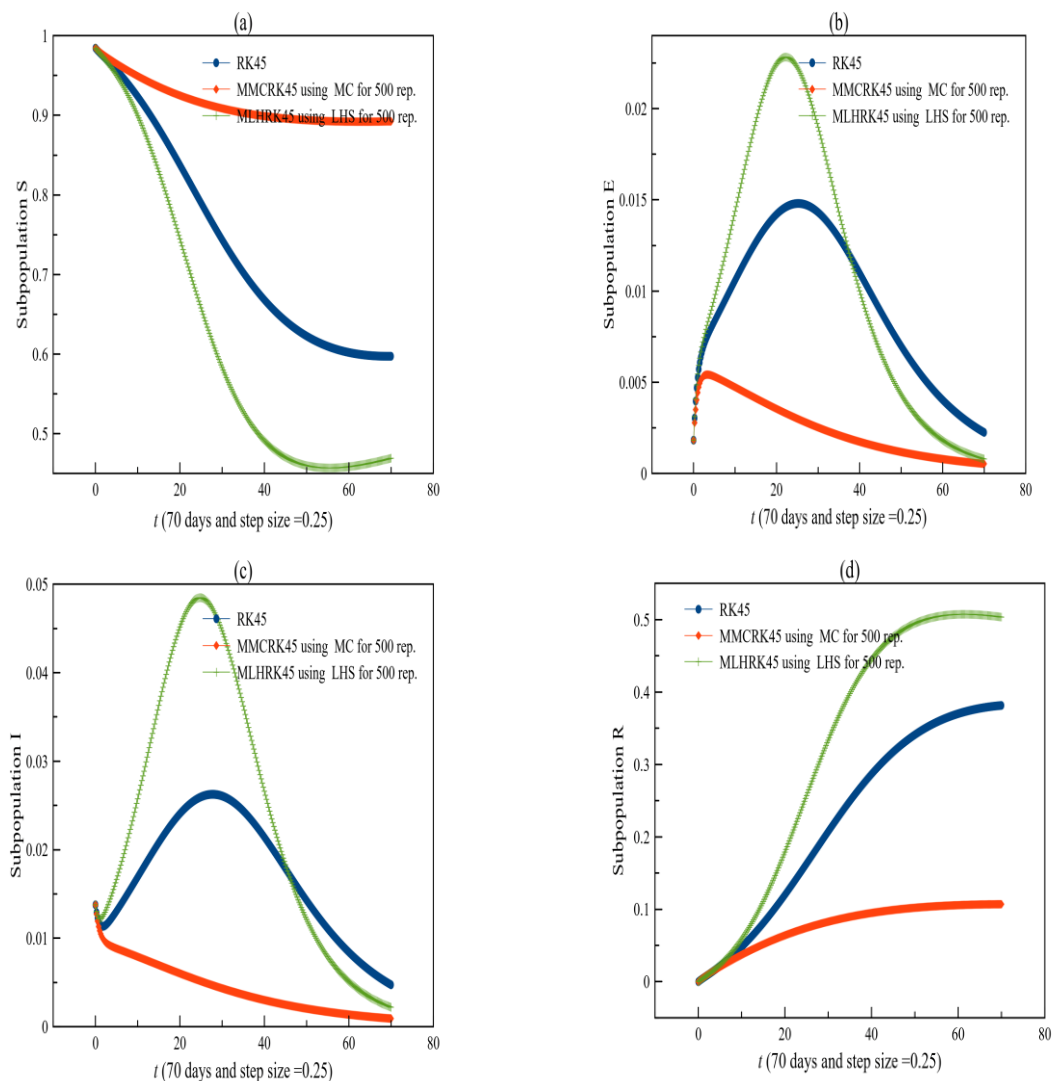 (a)
RK45
MMCRK45 using MC for 500 rep.
MLHRK45 using LHS for 500 rep.
1
0.9
0.8
0.7
0.6
0.5
Subpopulation S
0
20
40
60
80
t (70 days and step size =0.25)
(b)
RK45
MMCRK45 using MC for 500 rep.
MLHRK45 using LHS for 500 rep.
0.02
0.015
0.01
0.005
0
Subpopulation E
0
20
40
60
80
t (70 days and step size =0.25)
(c)
RK45
MMCRK45 using MC for 500 rep.
MLHRK45 using LHS for 500 rep.
0.05
0.04
0.03
0.02
0.01
0
Subpopulation I
0
20
40
60
80
t (70 days and step size =0.25)
(d)
RK45
MMCRK45 using MC for 500 rep.
MLHRK45 using LHS for 500 rep.
0.5
0.4
0.3
0.2
0.1
0
Subpopulation R
0
20
40
60
80
t (70 days and step size =0.25)